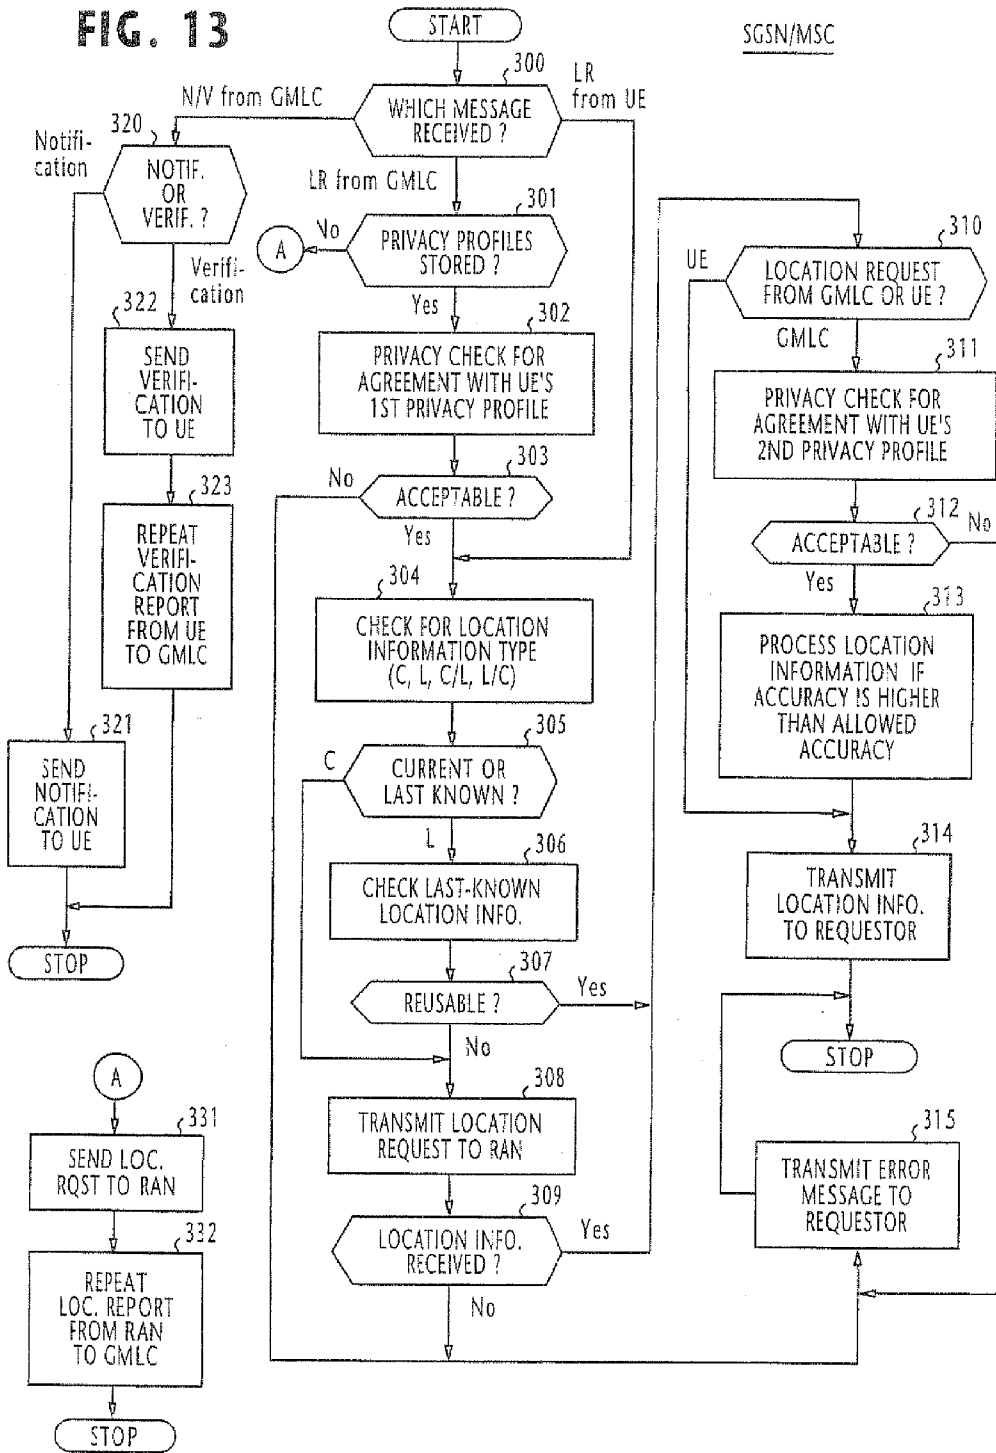 FIG. 13
SGSN/MSC
START
300
WHICH MESSAGE
RECEIVED ?
N/V from GMLC
LR
from UE
LR from GMLC
320
NOTIF.
OR
VERIF. ?
Notifi-
cation
Verifi-
cation
322
SEND
VERIFI-
CATION
TO UE
323
REPEAT
VERIFI-
CATION
REPORT
FROM UE
TO GMLC
321
SEND
NOTIFI-
CATION
TO UE
STOP
301
PRIVACY PROFILES
STORED ?
No
A
Yes
302
PRIVACY CHECK FOR
AGREEMENT WITH UE'S
1ST PRIVACY PROFILE
303
ACCEPTABLE ?
No
Yes
304
CHECK FOR LOCATION
INFORMATION TYPE
(C, L, C/L, L/C)
305
CURRENT OR
LAST KNOWN ?
C
L
306
CHECK LAST-KNOWN
LOCATION INFO.
307
REUSABLE ?
Yes
No
308
TRANSMIT LOCATION
REQUEST TO RAN
309
LOCATION INFO.
RECEIVED ?
Yes
No
310
LOCATION REQUEST
FROM GMLC OR UE ?
UE
GMLC
311
PRIVACY CHECK FOR
AGREEMENT WITH UE'S
2ND PRIVACY PROFILE
312
ACCEPTABLE ?
No
Yes
313
PROCESS LOCATION
INFORMATION IF
ACCURACY IS HIGHER
THAN ALLOWED
ACCURACY
314
TRANSMIT
LOCATION INFO.
TO REQUESTOR
STOP
315
TRANSMIT ERROR
MESSAGE TO
REQUESTOR
A
331
SEND LOC.
RQST TO RAN
332
REPEAT
LOC. REPORT
FROM RAN
TO GMLC
STOP